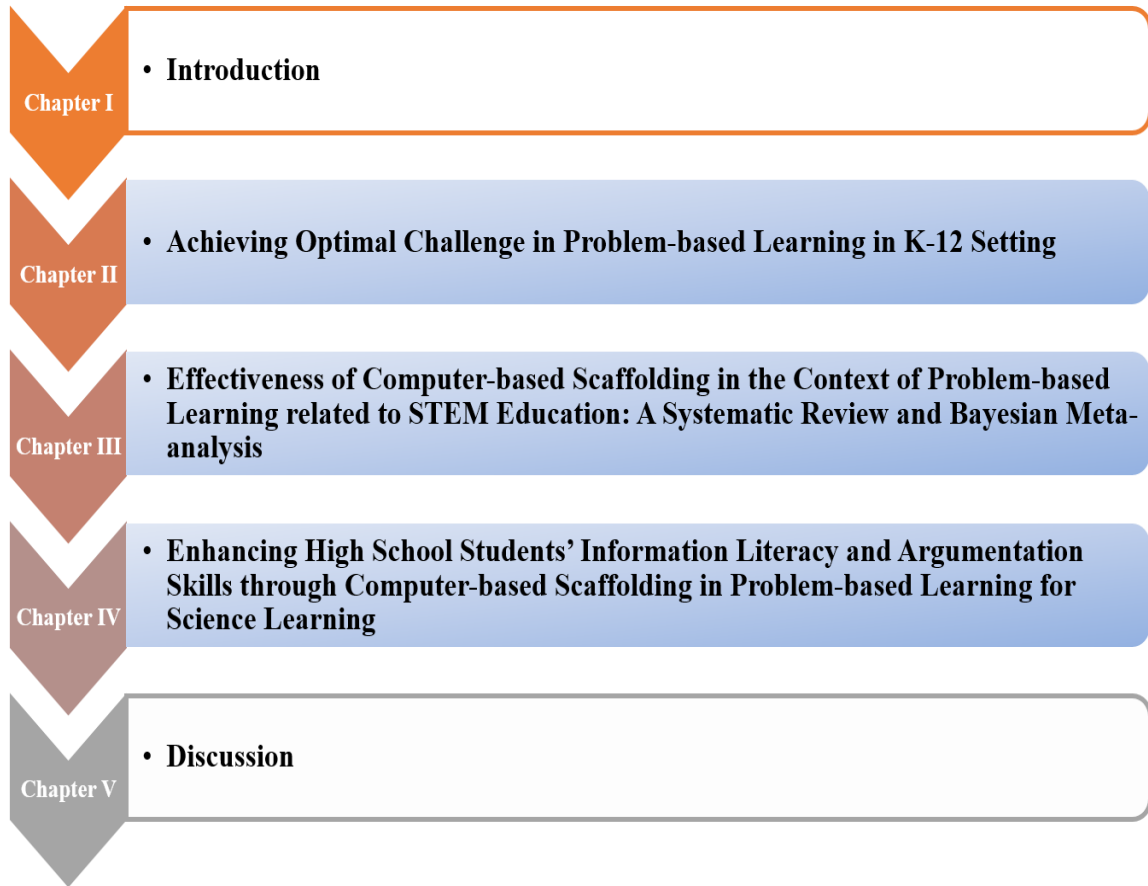 Chapter I
• Introduction
Chapter II
• Achieving Optimal Challenge in Problem-based Learning in K-12 Setting
Chapter III
• Effectiveness of Computer-based Scaffolding in the Context of Problem-based
Learning related to STEM Education: A Systematic Review and Bayesian Meta-
analysis
Chapter IV
• Enhancing High School Students’ Information Literacy and Argumentation
Skills through Computer-based Scaffolding in Problem-based Learning for
Science Learning
Chapter V
• Discussion